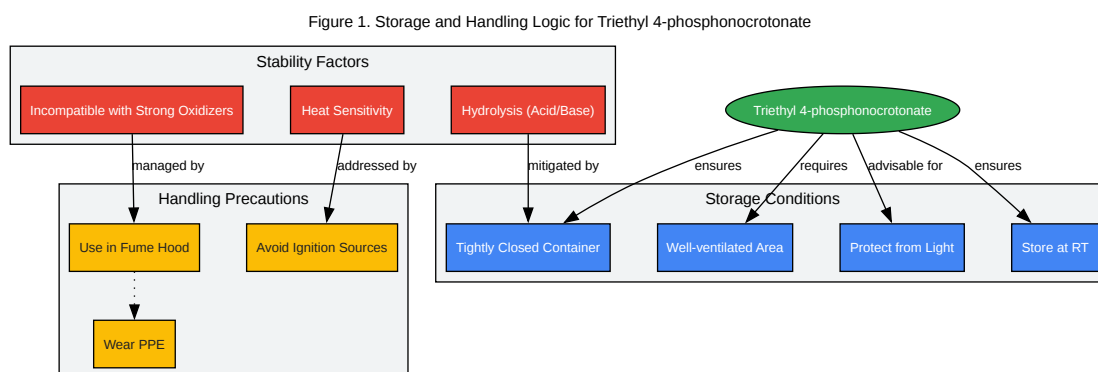 Figure 1. Storage and Handling Logic for Triethyl 4-phosphonocrotonate
Stability Factors
Incompatible with Strong Oxidizers
Heat Sensitivity
Hydrolysis (Acid/Base)
Triethyl 4-phosphonocrotonate
managed by
addressed by
mitigated by
ensures
requires
advisable for
ensures
Handling Precautions
Storage Conditions
Use in Fume Hood
Avoid Ignition Sources
Tightly Closed Container
Well-ventilated Area
Protect from Light
Store at RT
Wear PPE